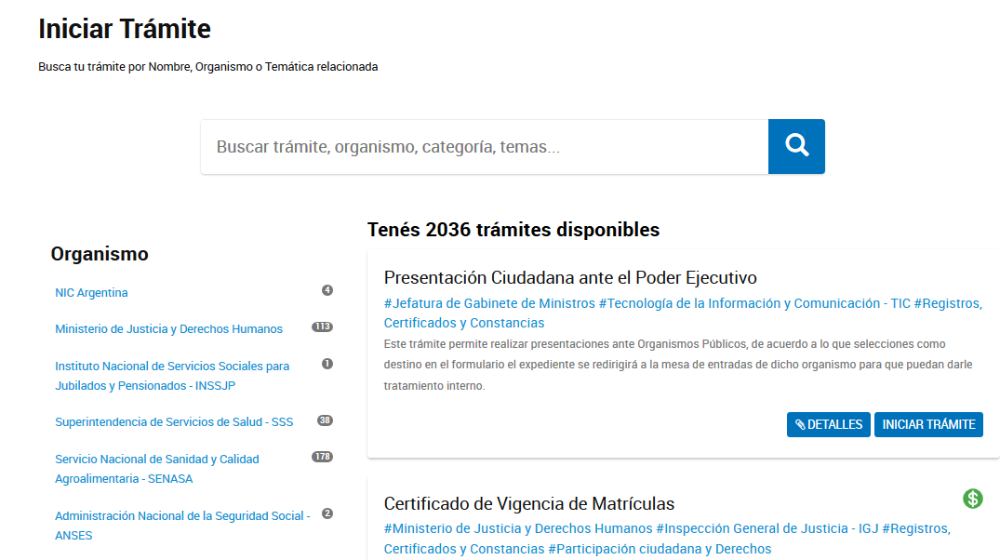 Iniciar Trámite
Busca tu trámite por Nombre, Organismo o Temática relacionada
Buscar trámite, organismo, categoría, temas...
Organismo
NIC Argentina 4
Ministerio de Justicia y Derechos Humanos 113
Instituto Nacional de Servicios Sociales para 1
Jubilados y Pensionados - INSSJP
Superintendencia de Servicios de Salud - SSS 38
Servicio Nacional de Sanidad y Calidad 178
Agroalimentaria - SENASA
Administración Nacional de la Seguridad Social - 2
ANSES
Tenés 2036 trámites disponibles
Presentación Ciudadana ante el Poder Ejecutivo
#Jefatura de Gabinete de Ministros #Tecnología de la Información y Comunicación - TIC #Registros,
Certificados y Constancias
Este trámite permite realizar presentaciones ante Organismos Públicos, de acuerdo a lo que selecciones como
destino en el formulario el expediente se redirigirá a la mesa de entradas de dicho organismo para que puedan darle
tratamiento interno.
DETALLES INICIAR TRÁMITE
Certificado de Vigencia de Matrículas $
#Ministerio de Justicia y Derechos Humanos #Inspección General de Justicia - IGJ #Registros,
Certificados y Constancias #Participación ciudadana y Derechos